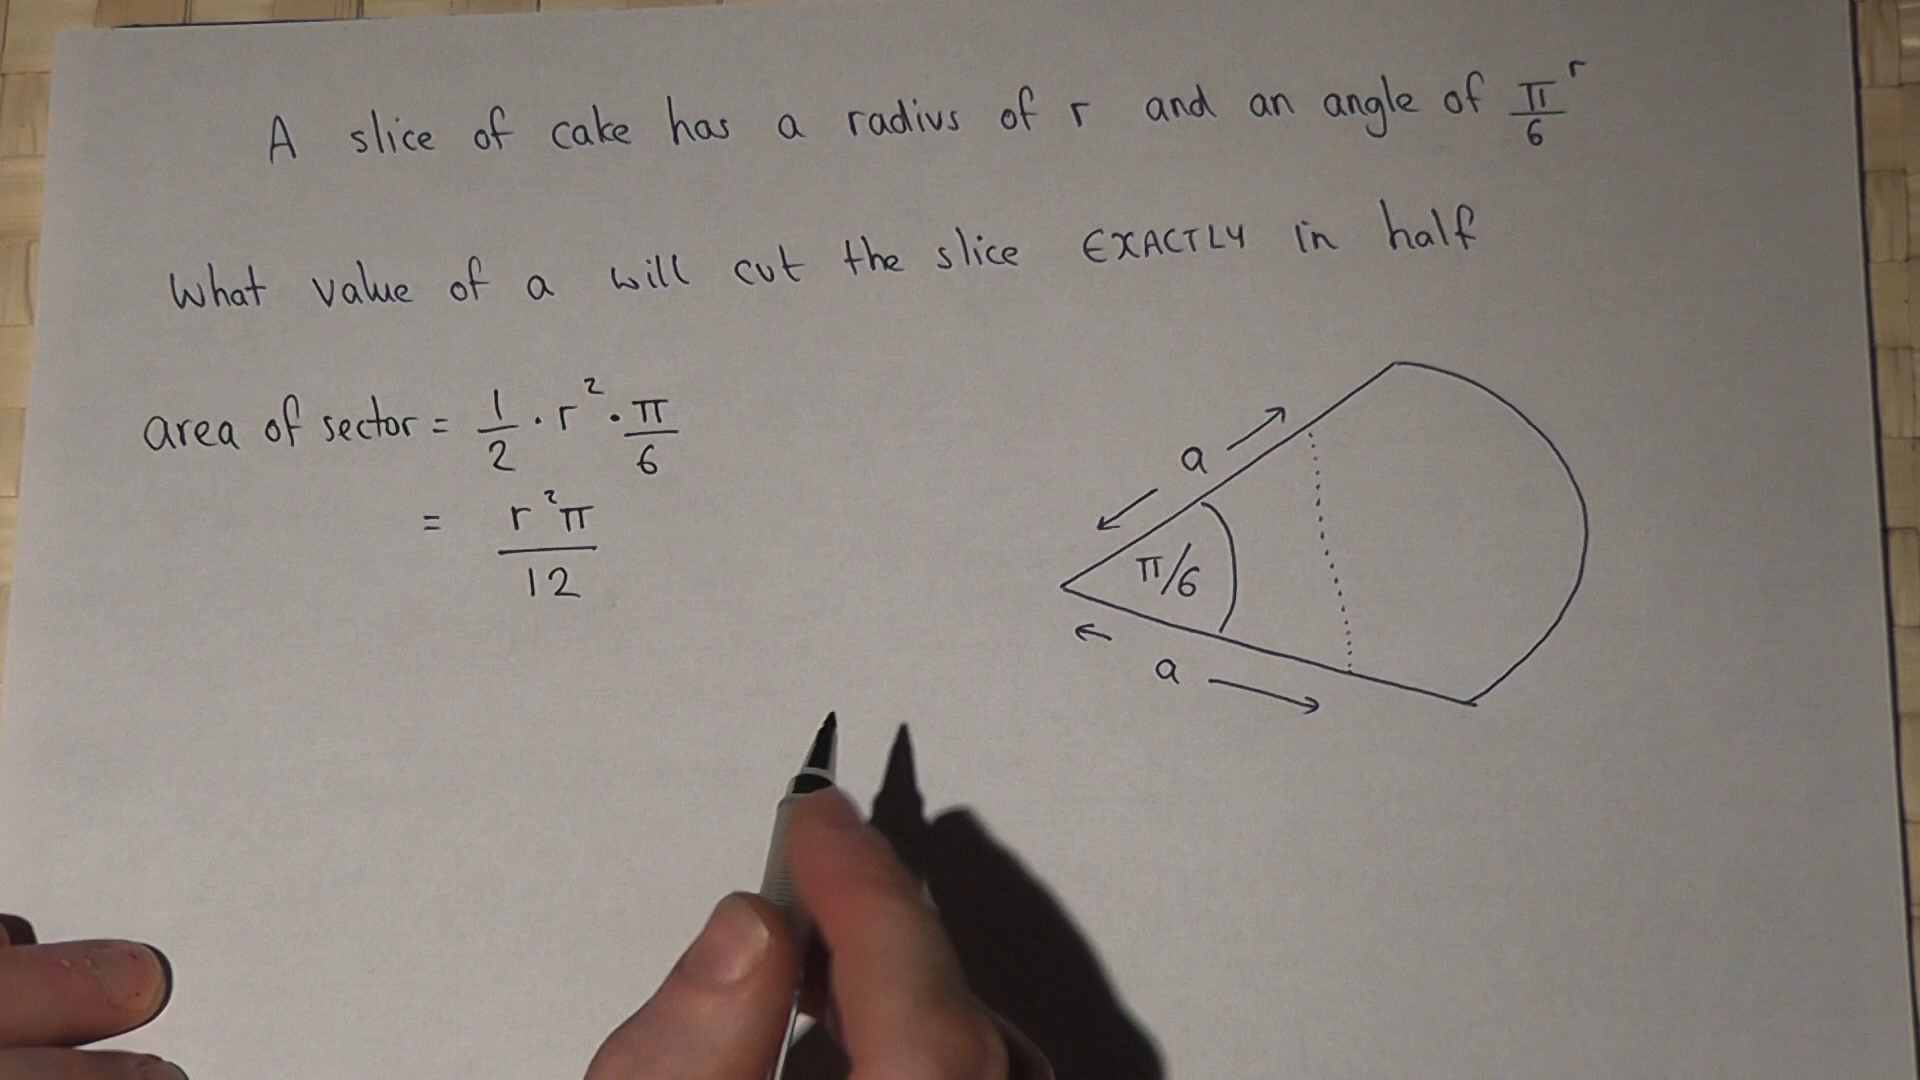 A slice of cake has a radius of r and an angle of π/6 ʳ
What value of a will cut the slice EXACTLY in half
area of sector = 1/2 · r² · π/6
= r²π/12
a
π/6
a